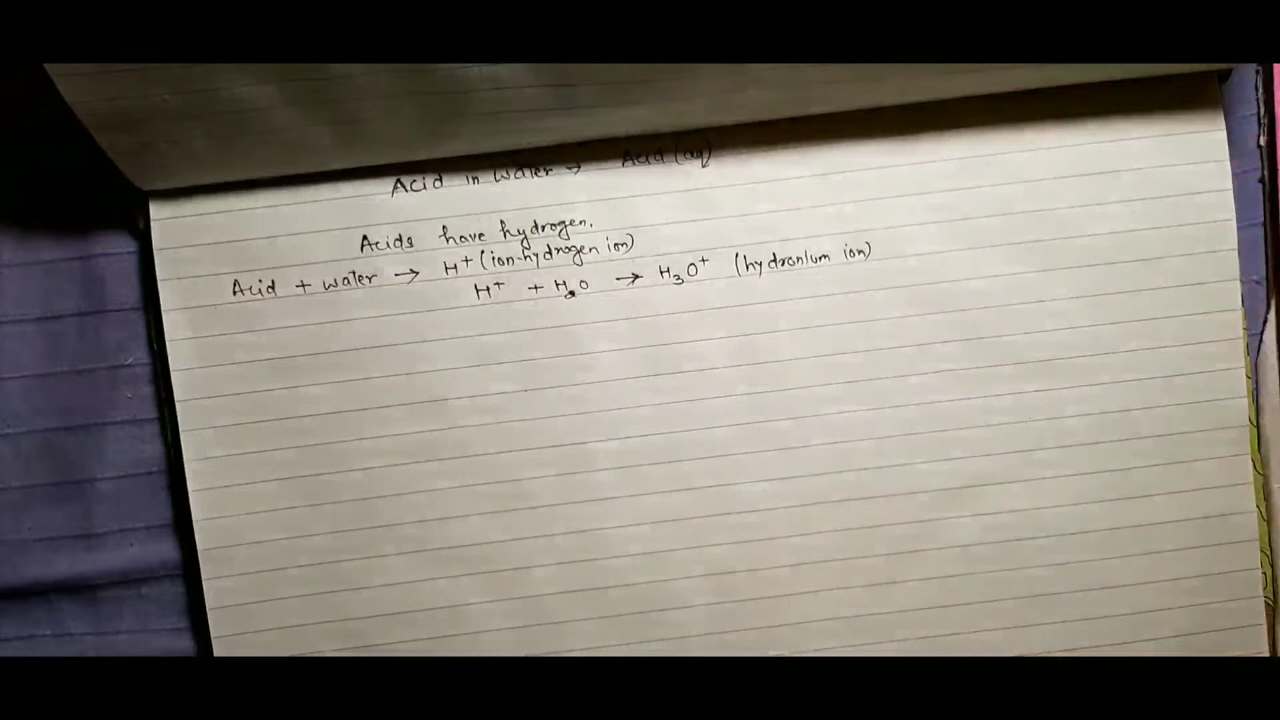 Acid in water → Acid (aq)
Acids have hydrogen.
Acid + water → H⁺ (ion-hydrogen ion)
H⁺ + H₂O → H₃O⁺ (hydronium ion)